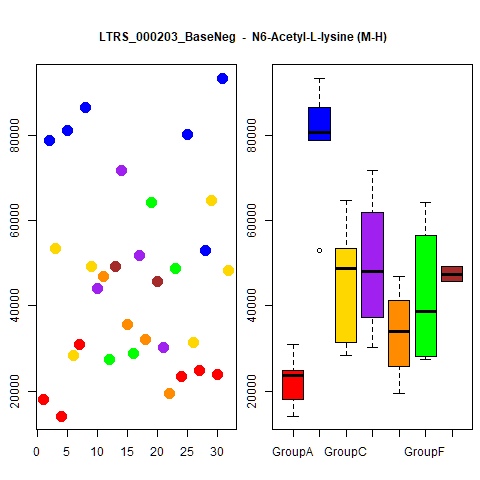 LTRS_000203_BaseNeg - N6-Acetyl-L-lysine (M-H)
80000
60000
40000
20000
0 5 10 15 20 25 30
80000
60000
40000
20000
GroupA GroupC GroupF